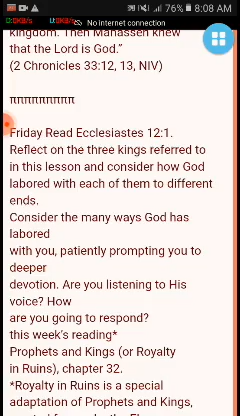 76% 8:08 AM
No internet connection
kingdom. Then Manasseh knew
that the Lord is God.”
(2 Chronicles 33:12, 13, NIV)
πππππππππ
Friday Read Ecclesiastes 12:1.
Reflect on the three kings referred to
in this lesson and consider how God
labored with each of them to different
ends.
Consider the many ways God has
labored
with you, patiently prompting you to
deeper
devotion. Are you listening to His
voice? How
are you going to respond?
this week’s reading*
Prophets and Kings (or Royalty
in Ruins), chapter 32.
*Royalty in Ruins is a special
adaptation of Prophets and Kings,